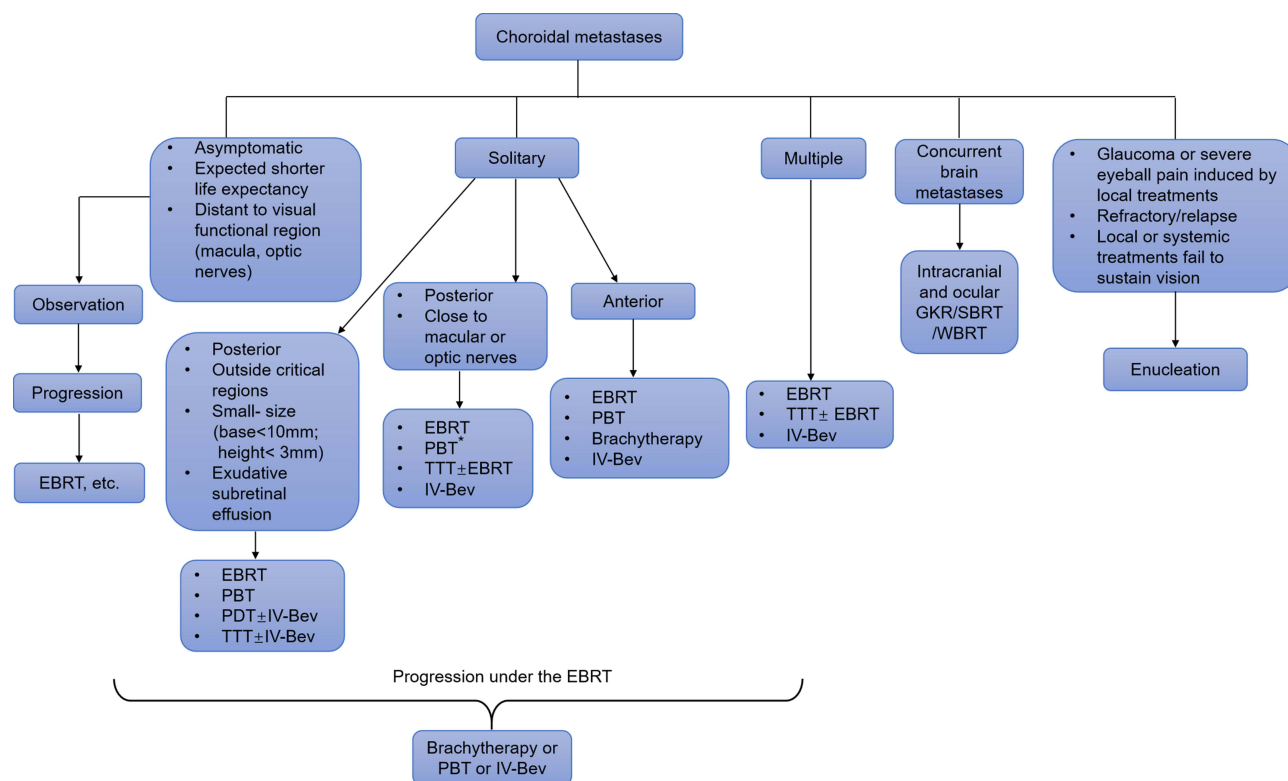 Choroidal metastases
• Asymptomatic
• Expected shorter
life expectancy
• Distant to visual
functional region
(macula, optic
nerves)
Observation
Progression
EBRT, etc.
Solitary
• Posterior
• Outside critical
regions
• Small- size
(base<10mm;
height< 3mm)
• Exudative
subretinal
effusion
• EBRT
• PBT
• PDT±IV-Bev
• TTT±IV-Bev
• Posterior
• Close to
macular or
optic nerves
• EBRT
• PBT*
• TTT±EBRT
• IV-Bev
Anterior
• EBRT
• PBT
• Brachytherapy
• IV-Bev
Multiple
• EBRT
• TTT± EBRT
• IV-Bev
Concurrent
brain
metastases
Intracranial
and ocular
GKR/SBRT
/WBRT
• Glaucoma or severe
eyeball pain induced by
local treatments
• Refractory/relapse
• Local or systemic
treatments fail to
sustain vision
Enucleation
Progression under the EBRT
Brachytherapy or
PBT or IV-Bev